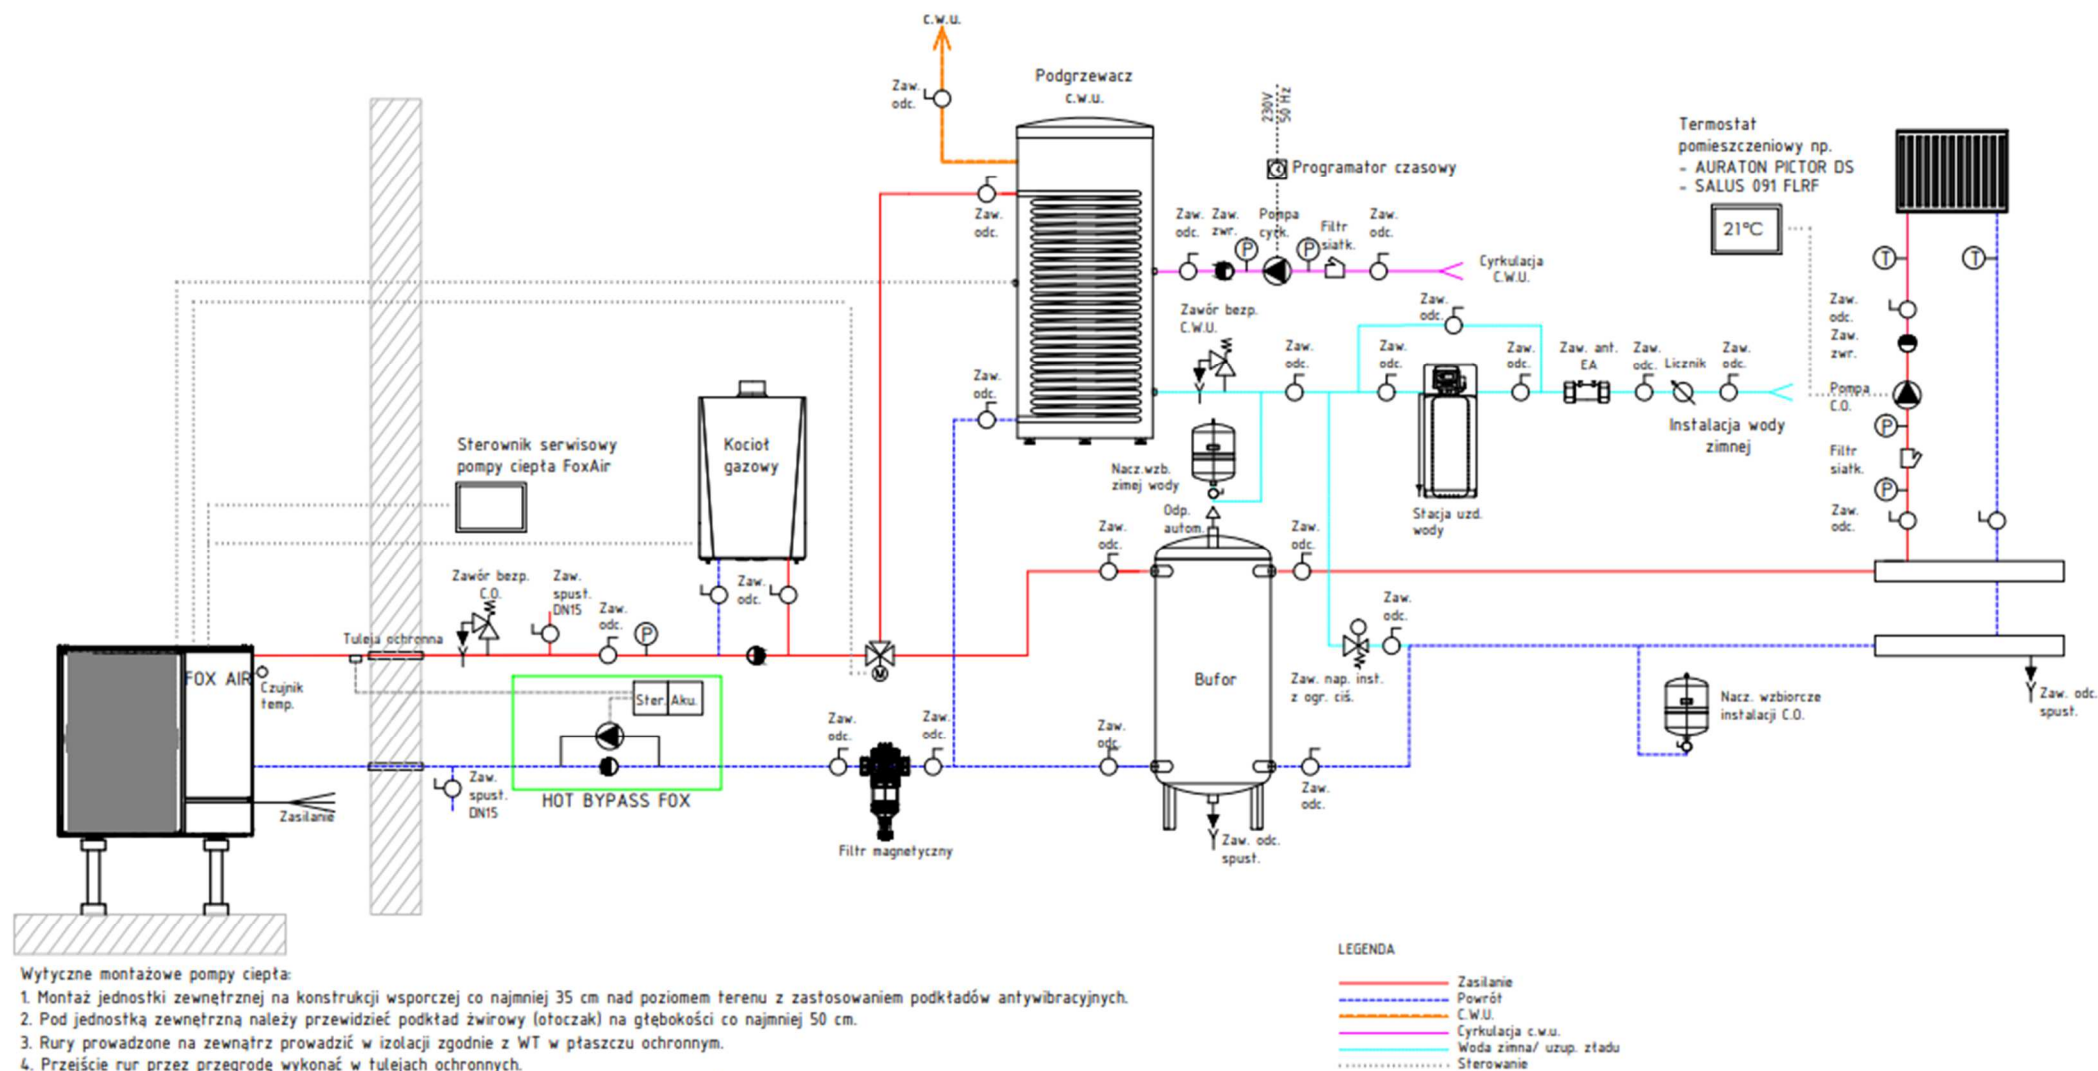 c.w.u.
Zaw.
odc.
Podgrzewacz
c.w.u.
230V
50 Hz
Programator czasowy
Termostat
pomieszczeniowy np.
- AURATON PICTOR DS
- SALUS 091 FLRF
21°C
Zaw.
odc.
Zaw.
odc.
Zaw.
zwr.
P
Pompa
cyrk.
P
Filtr
siatk.
Zaw.
odc.
Cyrkulacja
C.W.U.
T
T
Zaw.
odc.
Zaw.
zwr.
Pompa
C.O.
P
Filtr
siatk.
P
Zaw.
odc.
Zawór bezp.
C.W.U.
Zaw.
odc.
Zaw.
odc.
Zaw.
odc.
Zaw.
odc.
Zaw. ant.
EA
Zaw.
odc.
Licznik
Zaw.
odc.
Instalacja wody
zimnej
Zaw.
odc.
Nacz.wzb.
zimej wody
Stacja uzd.
wody
Sterownik serwisowy
pompy ciepła FoxAir
Kocioł
gazowy
Odp.
autom.
Zaw.
odc.
Zaw.
odc.
Zawór bezp.
C.O.
Zaw.
spust.
DN15
Zaw.
odc.
P
Zaw.
odc.
Tuleja ochronna
M
Zaw.
odc.
Zaw. nap. inst.
z ogr. ciś.
Bufor
FOX AIR
Czujnik
temp.
Ster.
Aku.
Zaw.
odc.
Zaw.
odc.
Zaw.
odc.
Zaw.
odc.
Nacz. wzbiorcze
instalacji C.O.
Zaw. odc.
spust.
Zasilanie
Zaw.
spust.
DN15
HOT BYPASS FOX
Filtr magnetyczny
Zaw. odc.
spust.
Wytyczne montażowe pompy ciepła:
1. Montaż jednostki zewnętrznej na konstrukcji wsporczej co najmniej 35 cm nad poziomem terenu z zastosowaniem podkładów antywibracyjnych.
2. Pod jednostką zewnętrzną należy przewidzieć podkład żwirowy (otoczak) na głębokości co najmniej 50 cm.
3. Rury prowadzone na zewnątrz prowadzić w izolacji zgodnie z WT w płaszczu ochronnym.
4. Przejście rur przez przegrodę wykonać w tulejach ochronnych.
LEGENDA
Zasilanie
Powrót
C.W.U.
Cyrkulacja c.w.u.
Woda zimna/ uzup. zładu
Sterowanie